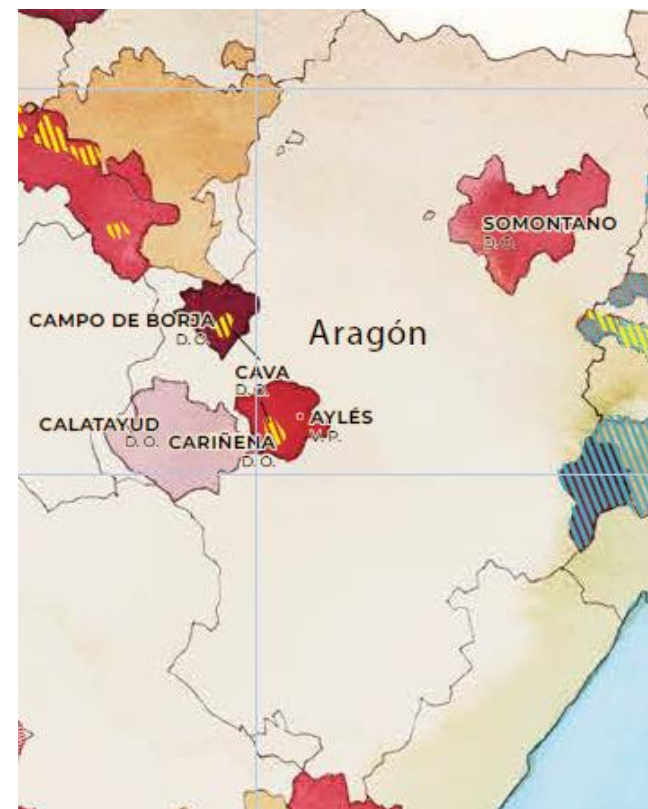 SOMONTANO
D.O.
CAMPO DE BORJA
D.O.
Aragón
CAVA
D.O.
CALATAYUD
D.O.
CARIÑENA
D.O.
AYLÉS
V.P.